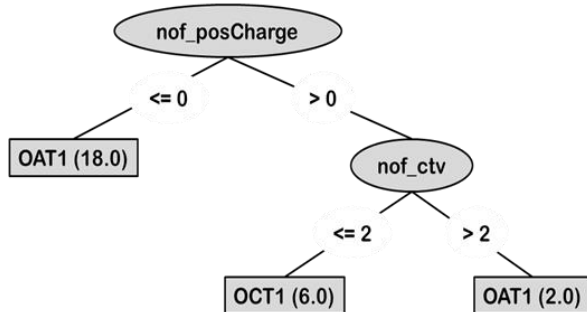 nof_posCharge
<= 0
> 0
OAT1 (18.0)
nof_ctv
<= 2
> 2
OCT1 (6.0)
OAT1 (2.0)